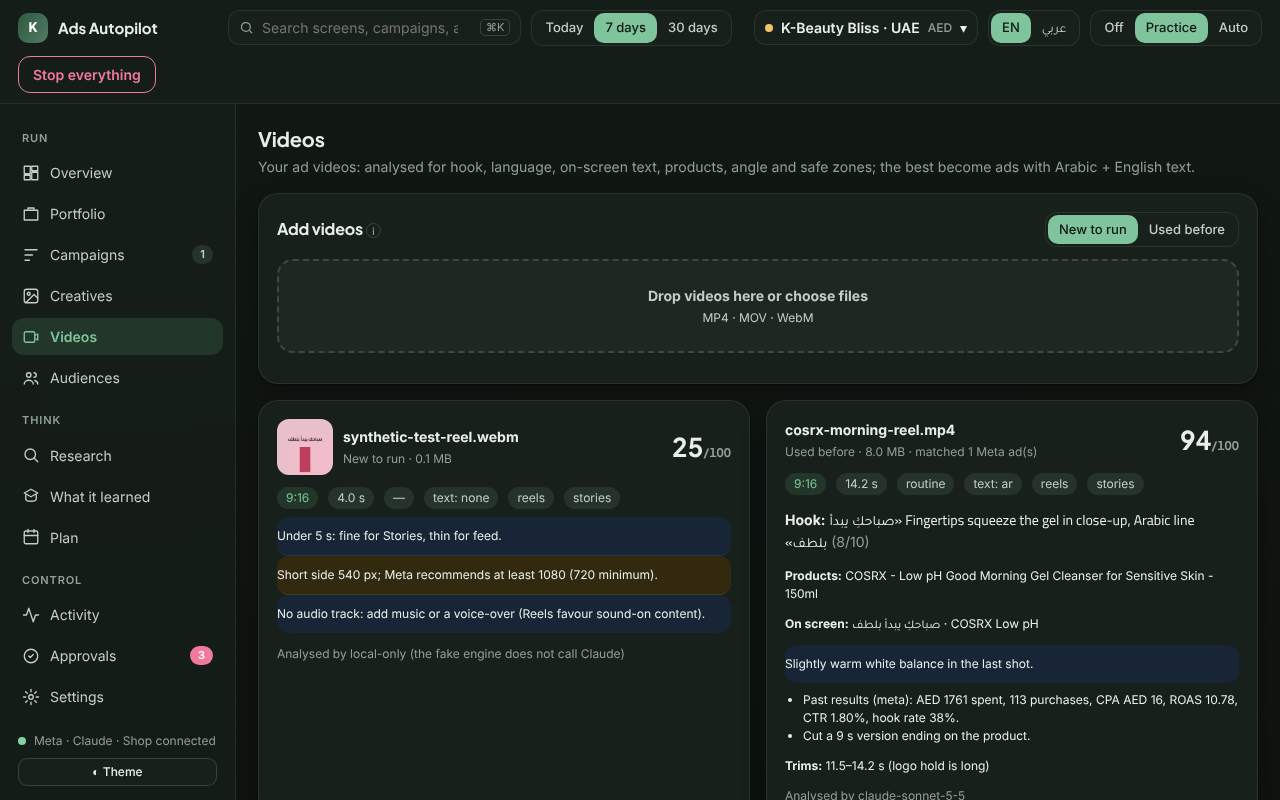 K Ads Autopilot
Search screens, campaigns, a ⌘K
Today 7 days 30 days
K-Beauty Bliss · UAE AED ▾
EN عربي
Off Practice Auto
Stop everything
RUN
Overview
Portfolio
Campaigns 1
Creatives
Videos
Audiences
THINK
Research
What it learned
Plan
CONTROL
Activity
Approvals 3
Settings
Meta · Claude · Shop connected
Theme
Videos
Your ad videos: analysed for hook, language, on-screen text, products, angle and safe zones; the best become ads with Arabic + English text.
Add videos i
New to run Used before
Drop videos here or choose files
MP4 · MOV · WebM
صباحكِ يبدأ بلطف
synthetic-test-reel.webm
New to run · 0.1 MB
25/100
9:16 4.0 s — text: none reels stories
Under 5 s: fine for Stories, thin for feed.
Short side 540 px; Meta recommends at least 1080 (720 minimum).
No audio track: add music or a voice-over (Reels favour sound-on content).
Analysed by local-only (the fake engine does not call Claude)
cosrx-morning-reel.mp4
Used before · 8.0 MB · matched 1 Meta ad(s)
94/100
9:16 14.2 s routine text: ar reels stories
Hook: Fingertips squeeze the gel in close-up, Arabic line «صباحكِ يبدأ
بلطف» (8/10)
Products: COSRX - Low pH Good Morning Gel Cleanser for Sensitive Skin -
150ml
On screen: صباحكِ يبدأ بلطف · COSRX Low pH
Slightly warm white balance in the last shot.
• Past results (meta): AED 1761 spent, 113 purchases, CPA AED 16, ROAS 10.78,
CTR 1.80%, hook rate 38%.
• Cut a 9 s version ending on the product.
Trims: 11.5–14.2 s (logo hold is long)
Analysed by claude-sonnet-5-5